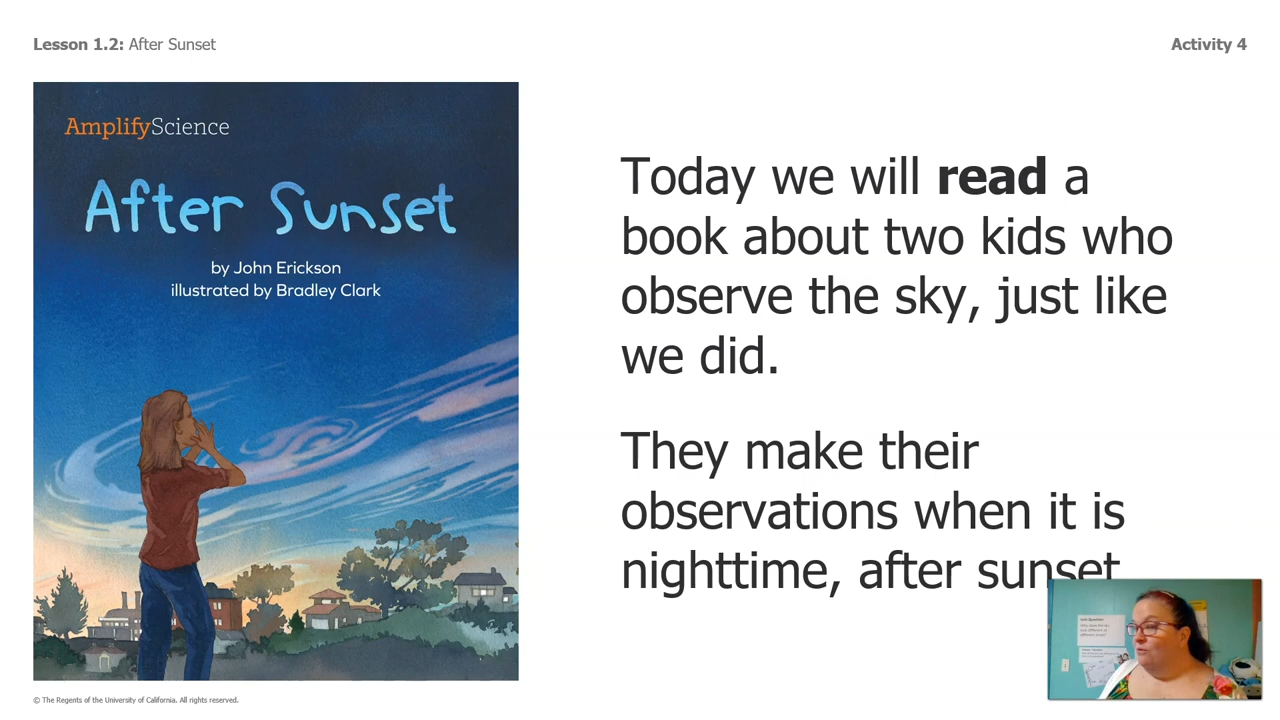 Lesson 1.2: After Sunset
Activity 4
AmplifyScience
After Sunset
by John Erickson
illustrated by Bradley Clark
Today we will read a
book about two kids who
observe the sky, just like
we did.
They make their
observations when it is
nighttime, after sunset
© The Regents of the University of California. All rights reserved.